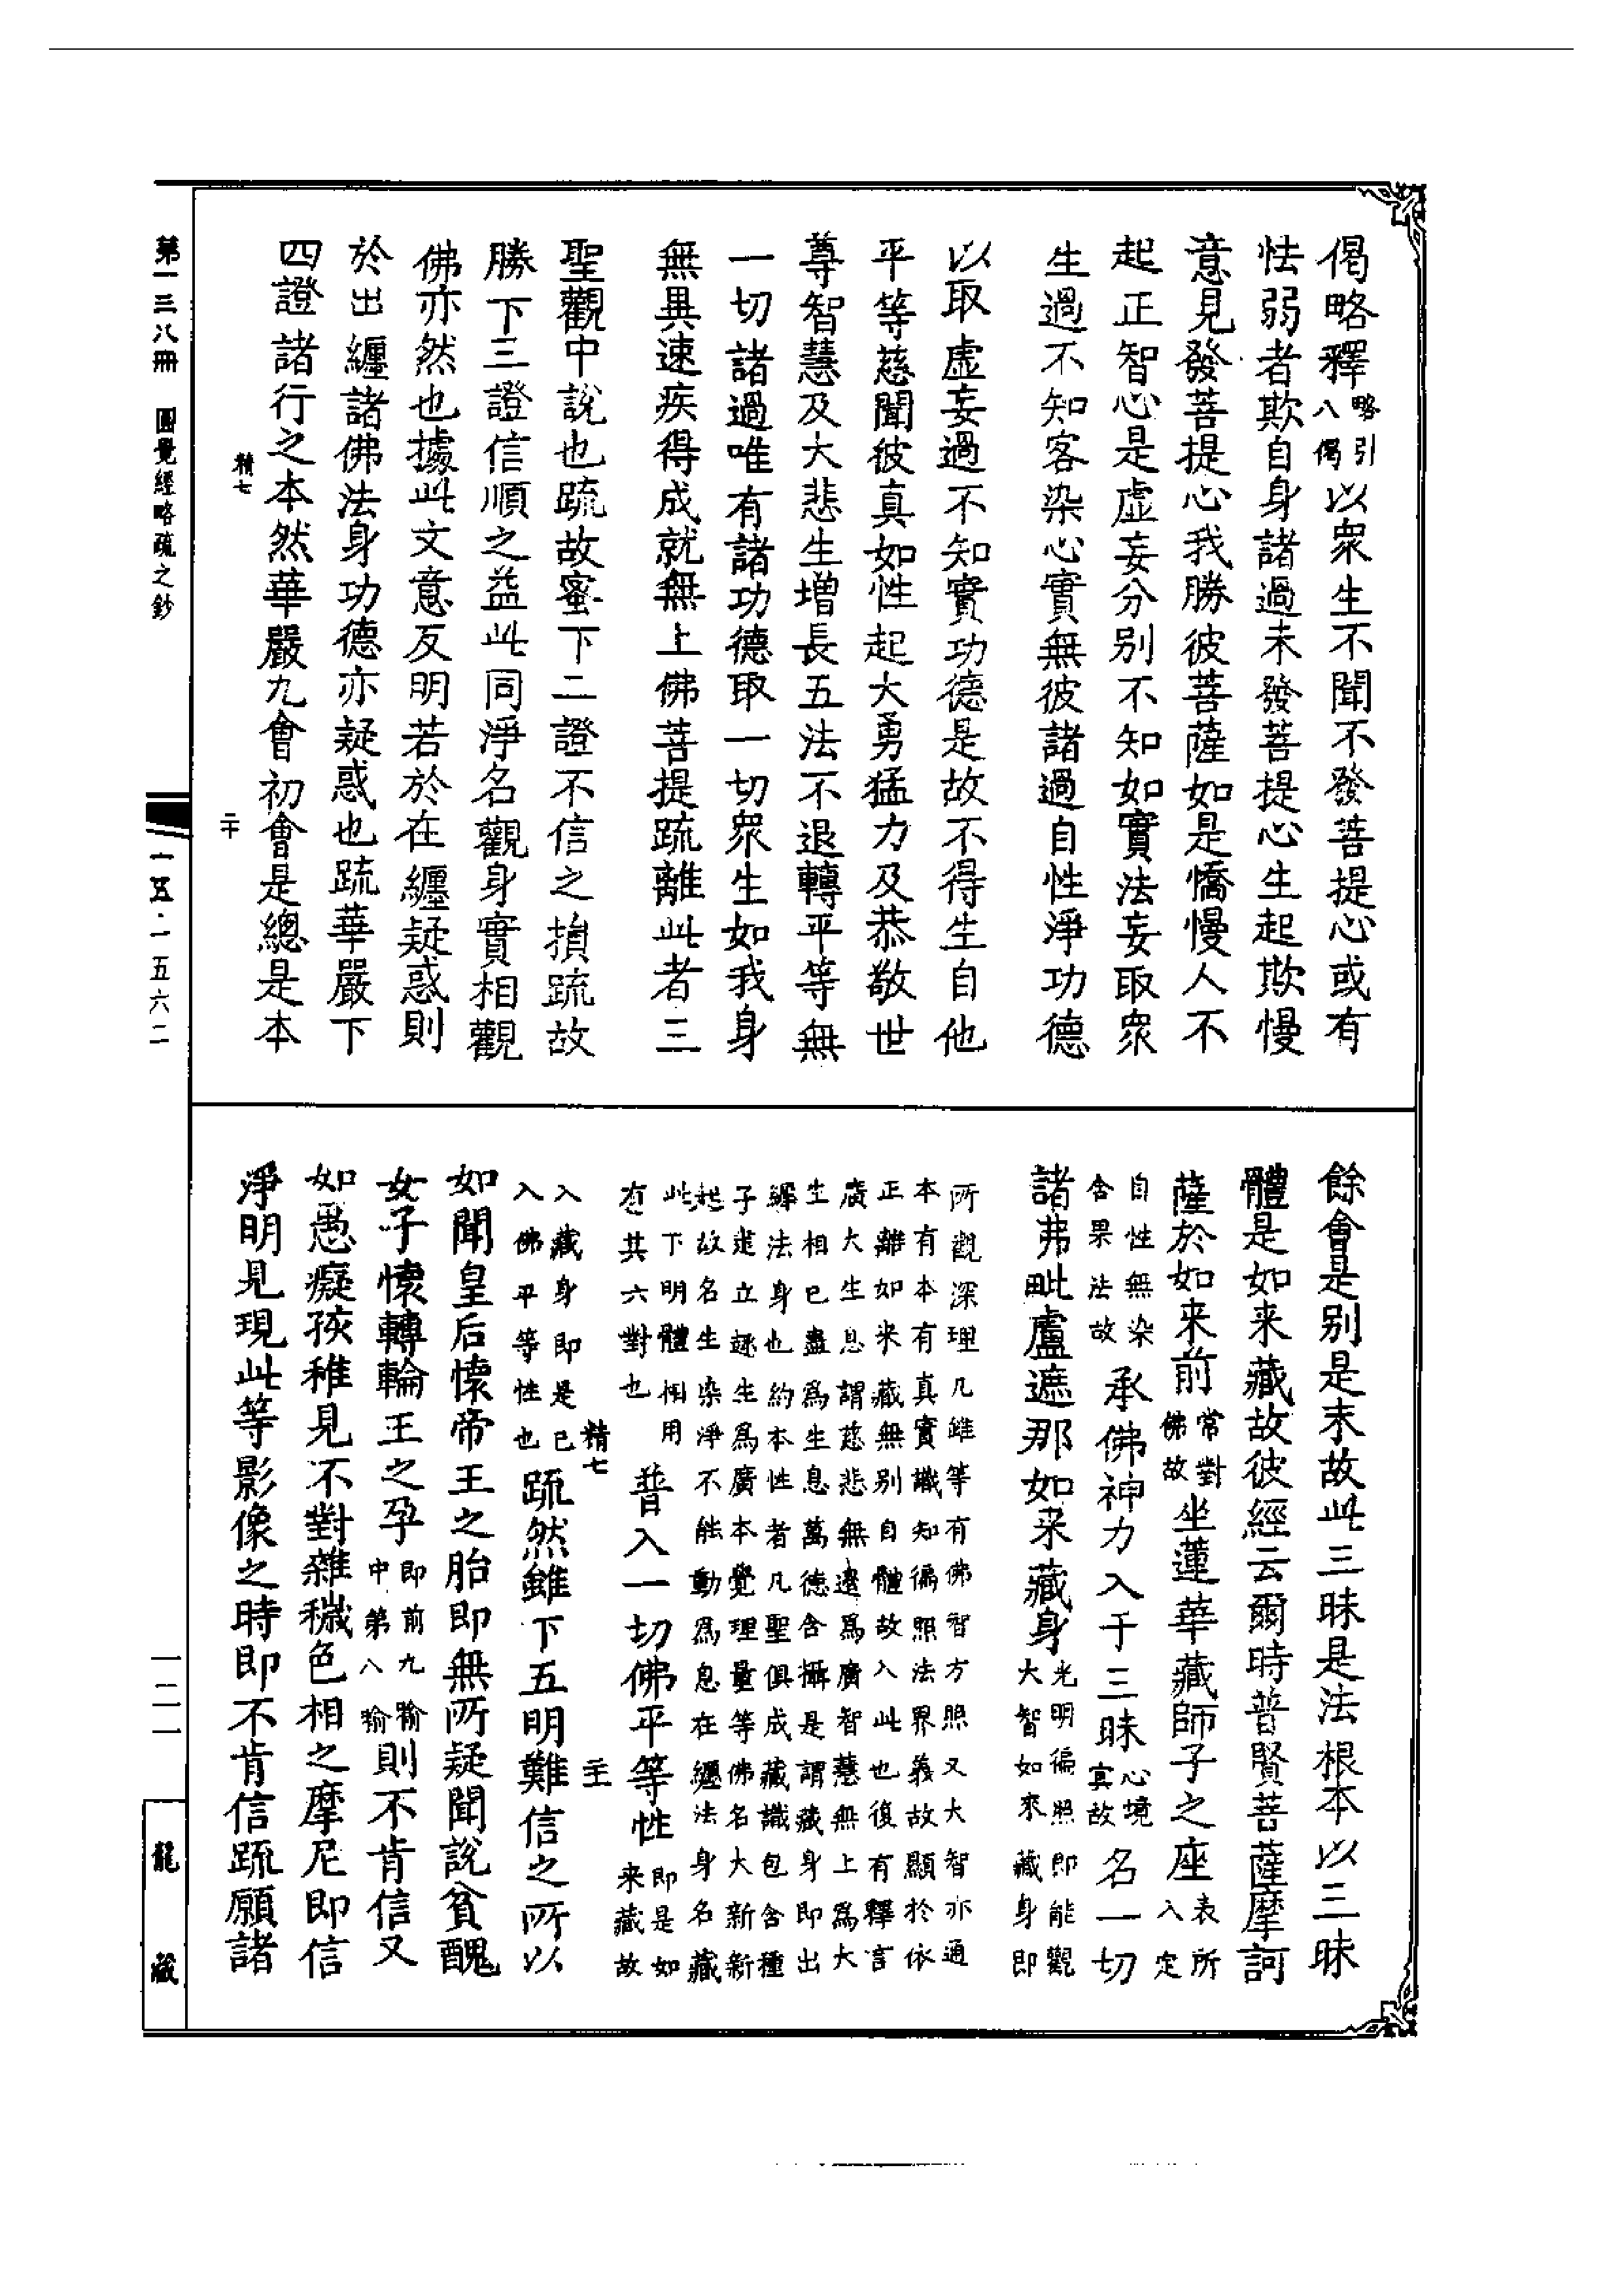 偈略釋略引八偈以眾生不聞不發菩提心或有
怯弱者欺自身諸過未發菩提心生起欺慢
意見發菩提心我勝彼菩薩如是憍慢人不
起正智心是虛妄分別不知如實法妄取眾
生過不知客染心實無彼諸過自性淨功德
以取虛妄過不知實功德是故不得生自他
平等慈聞彼真如性起大勇猛力及恭敬世
尊智慧及大悲生增長五法不退轉平等無
一切諸過唯有諸功德取一切眾生如我身
無異速疾得成就無上佛菩提疏離此者三
聖觀中說也疏故蜜下二證不信之損疏故
勝下三證信順之益此同淨名觀身實相觀
佛亦然也據此文意反明若於在纏疑惑則
於出纏諸佛法身功德亦疑惑也疏華嚴下
四證諸行之本然華嚴九會初會是總是本
精七 二十
第一三八冊 圓覺經略疏之鈔 一五·一五六二
餘會是別是末故此三昧是法根本以三昧
體是如来藏故彼經云爾時普賢菩薩摩訶
薩於如来前常對佛故坐蓮華藏師子之座表所入定
自性無染含果法故承佛神力入于三昧心境冥故名一切
諸弗毗盧遮那如来藏身光明徧照即能觀大智如來藏身即
所觀深理凡雖等有佛智方照又大智亦通
本有本有真實識知徧照法界義故顯於依
正離如来藏無別自體故入此也復有釋言
廣大生息謂慈悲無邊為廣智慧無上為大
生相已盡為生息萬德含攝是謂藏身即出
纏法身也約本性者凡聖俱成藏識包含種
子建立趣生為廣本覺理量等佛名大新新
起故名生染淨不能動為息在纏法身名藏
此下明體相用有其六對也普入一切佛平等性即是如来藏故
精七 二十一
入藏身即是已入佛平等性也疏然雖下五明難信之所以
如聞皇后懷帝王之胎即無所疑聞說貧醜
女子懷轉輪王之孕即前九喻中第八喻則不肯信又
如愚癡孩稚見不對雜穢色相之摩尼即信
淨明見現此等影像之時即不肯信疏願諸
一二一 龍藏